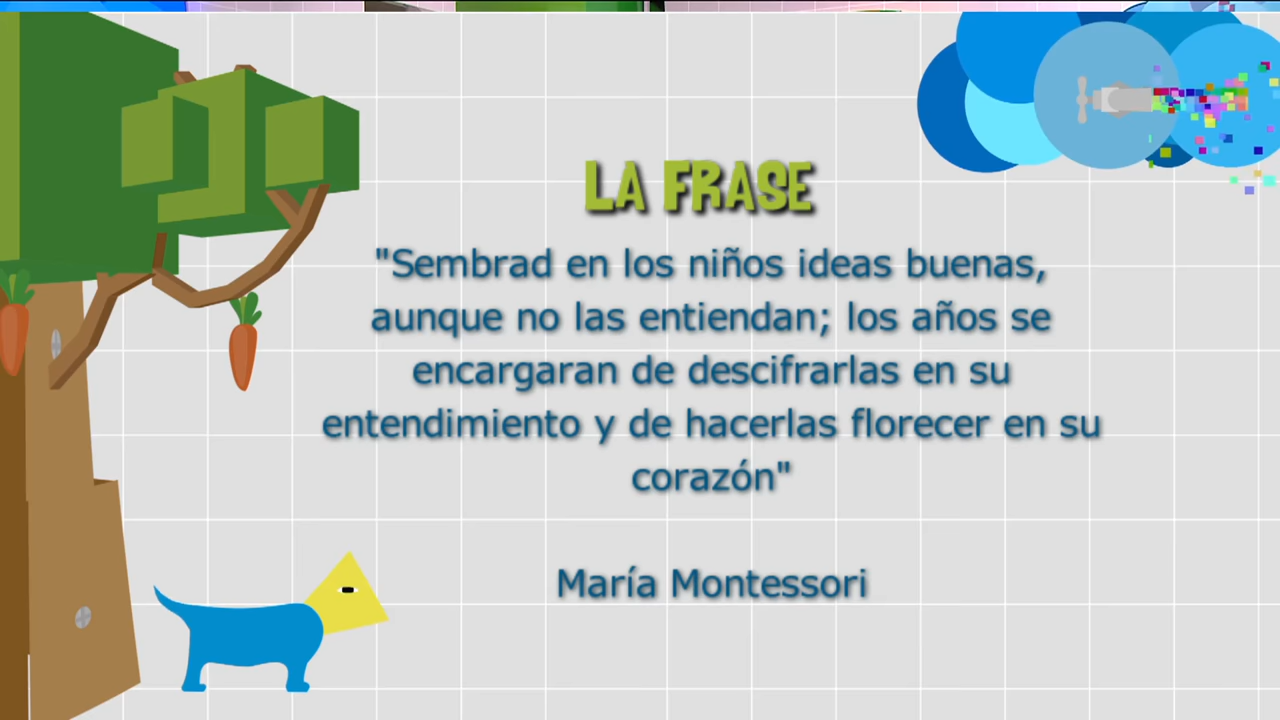 LA FRASE
"Sembrad en los niños ideas buenas,
aunque no las entiendan; los años se
encargaran de descifrarlas en su
entendimiento y de hacerlas florecer en su
corazón"
María Montessori